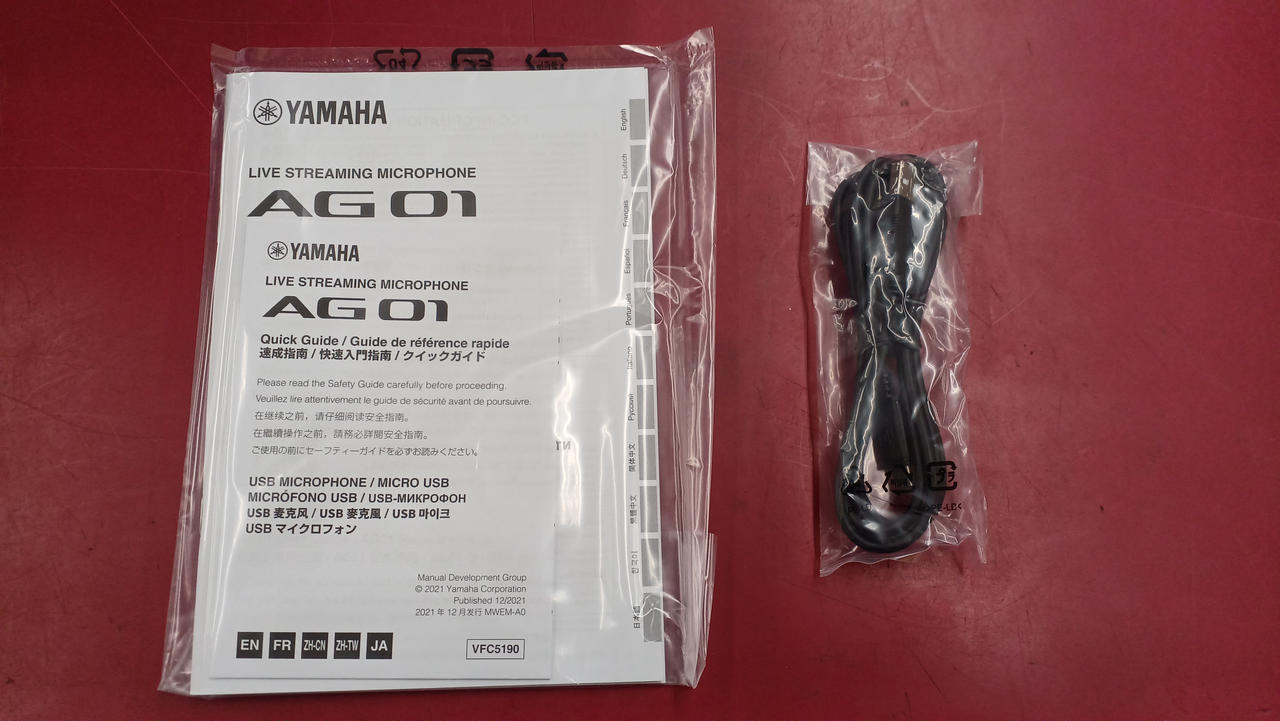 YAMAHA
LIVE STREAMING MICROPHONE
AG 01
YAMAHA
LIVE STREAMING MICROPHONE
AG 01
Quick Guide / Guide de référence rapide
速成指南 / 快速入門指南 / クイックガイド
Please read the Safety Guide carefully before proceeding.
Veuillez lire attentivement le guide de sécurité avant de poursuivre.
在继续之前，请仔细阅读安全指南。
在繼續操作之前，請務必詳閱安全指南。
ご使用の前にセーフティーガイドを必ずお読みください。
USB MICROPHONE / MICRO USB
MICRÓFONO USB / USB-МИКРОФОН
USB 麦克风 / USB 麥克風 / USB 마이크
USB マイクロフォン
Manual Development Group
© 2021 Yamaha Corporation
Published 12/2021
2021 年 12 月发行 MWEM-A0
EN FR ZH-CN ZH-TW JA
VFC5190
English
Deutsch
Français
Español
Português
Italiano
Русский
简体中文
繁體中文
한국어
日本語
プラ